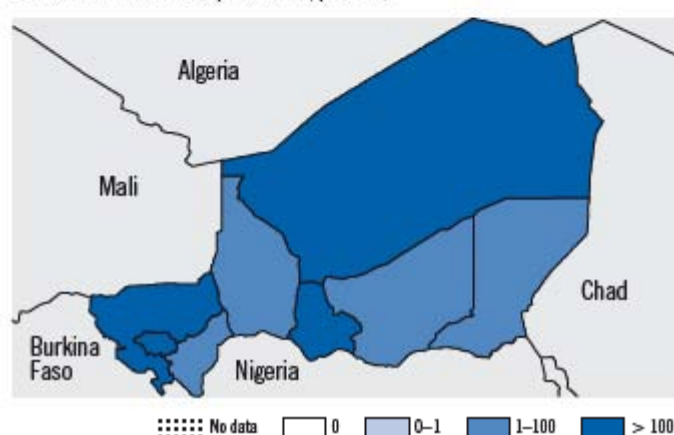 Algeria
Mali
Chad
Burkina
Faso
Nigeria
No data 0 0–1 1–100 > 100